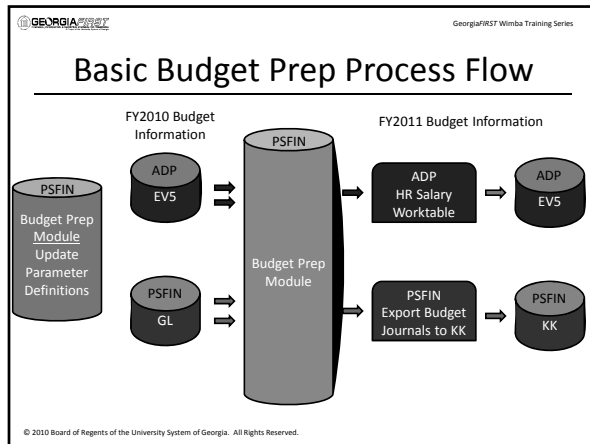 GEORGIAFIRST
GeorgiaFIRST Wimba Training Series
Basic Budget Prep Process Flow
FY2010 Budget
Information
FY2011 Budget Information
PSFIN
Budget Prep
Module
Update
Parameter
Definitions
ADP
EV5
PSFIN
GL
PSFIN
Budget Prep
Module
ADP
HR Salary
Worktable
ADP
EV5
PSFIN
Export Budget
Journals to KK
PSFIN
KK
© 2010 Board of Regents of the University System of Georgia. All Rights Reserved.